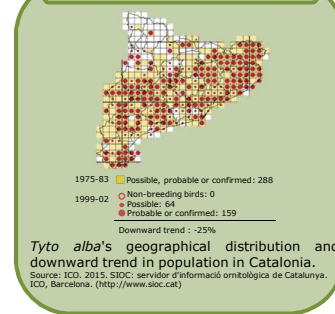 1975-83 Possible, probable or confirmed: 288
Non-breeding birds: 0
1999-02 Possible: 64
Probable or confirmed: 159
Downward trend : -25%
Tyto alba's geographical distribution and
downward trend in population in Catalonia.
Source: ICO. 2015. SIOC: servidor d'informació ornitològica de Catalunya.
ICO, Barcelona. (http://www.sioc.cat)